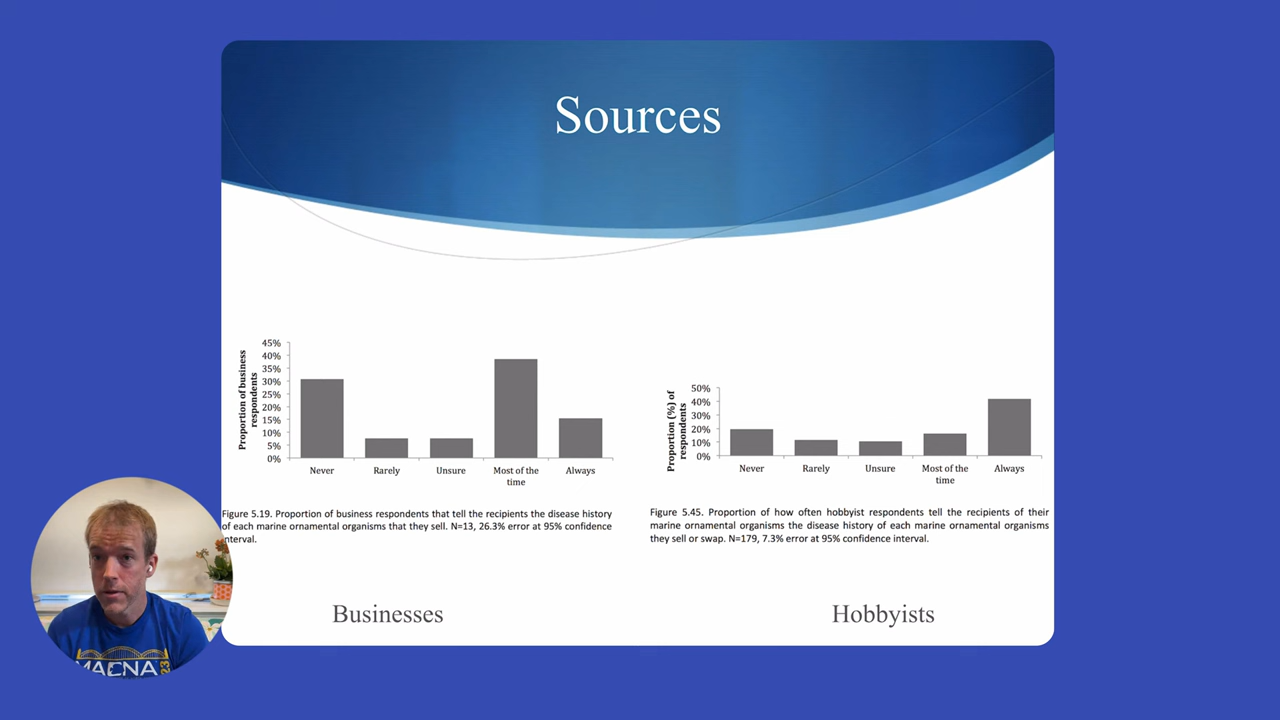 Sources
Proportion of business
respondents
45%
40%
35%
30%
25%
20%
15%
10%
5%
0%
Never
Rarely
Unsure
Most of the
time
Always
Figure 5.19. Proportion of business respondents that tell the recipients the disease history
of each marine ornamental organisms that they sell. N=13, 26.3% error at 95% confidence
interval.
Businesses
Proportion (%) of
respondents
50%
40%
30%
20%
10%
0%
Never
Rarely
Unsure
Most of the
time
Always
Figure 5.45. Proportion of how often hobbyist respondents tell the recipients of their
marine ornamental organisms the disease history of each marine ornamental organisms
they sell or swap. N=179, 7.3% error at 95% confidence interval.
Hobbyists
MACNA
23